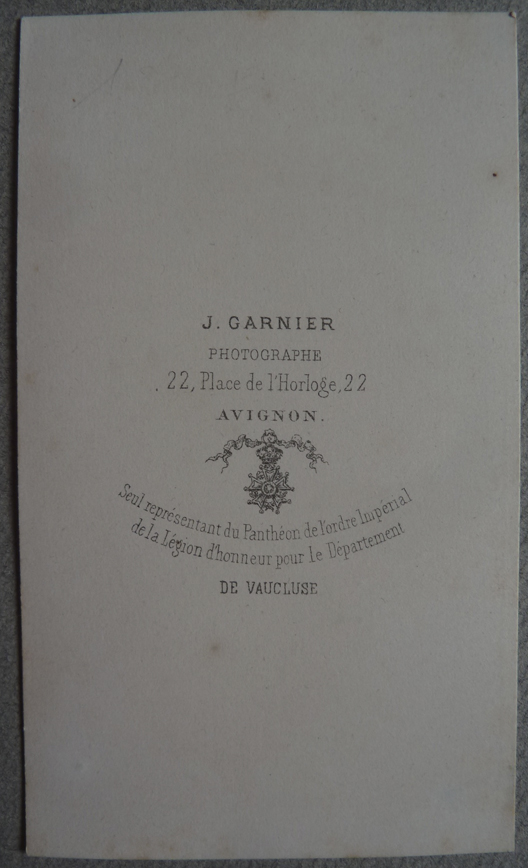 J. GARNIER
PHOTOGRAPHE
22, Place de l'Horloge, 22
AVIGNON.
Seul représentant du Panthéon de l'ordre Impérial
de la Légion d'honneur pour le Département
DE VAUCLUSE